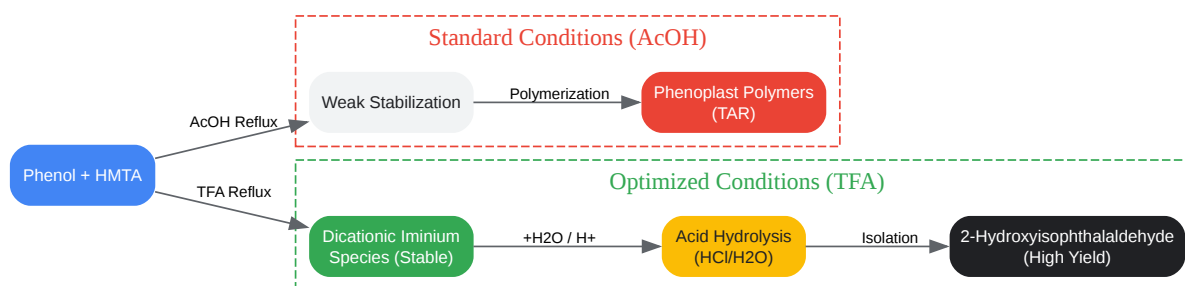 Standard Conditions (AcOH)
Weak Stabilization
Polymerization
Phenoplast Polymers
(TAR)
AcOH Reflux
Phenol + HMTA
TFA Reflux
Optimized Conditions (TFA)
Dicationic Iminium
Species (Stable)
+H2O / H+
Acid Hydrolysis
(HCl/H2O)
Isolation
2-Hydroxyisophthalaldehyde
(High Yield)